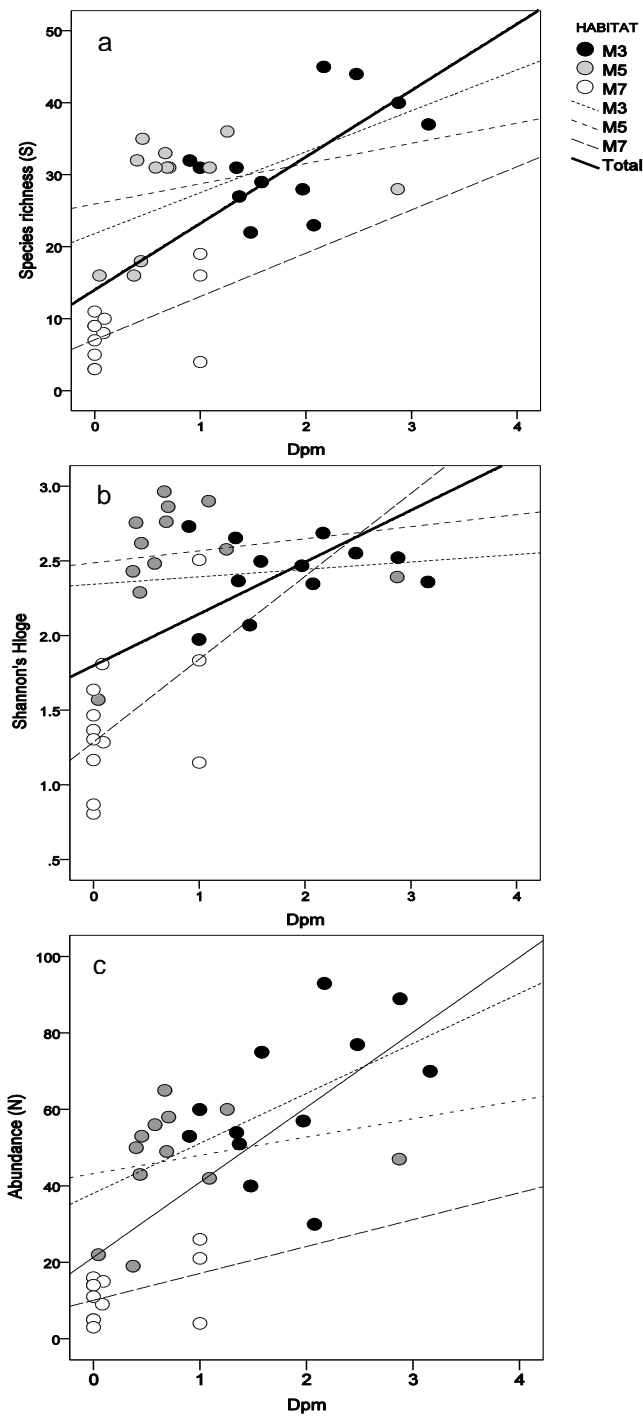 a
Species richness (S)
50
40
30
20
10
0
0 1 2 3 4
Dpm
HABITAT
M3
M5
M7
M3
M5
M7
Total
b
Shannon's Hloge
3.0
2.5
2.0
1.5
1.0
.5
0 1 2 3 4
Dpm
c
Abundance (N)
100
80
60
40
20
0
0 1 2 3 4
Dpm